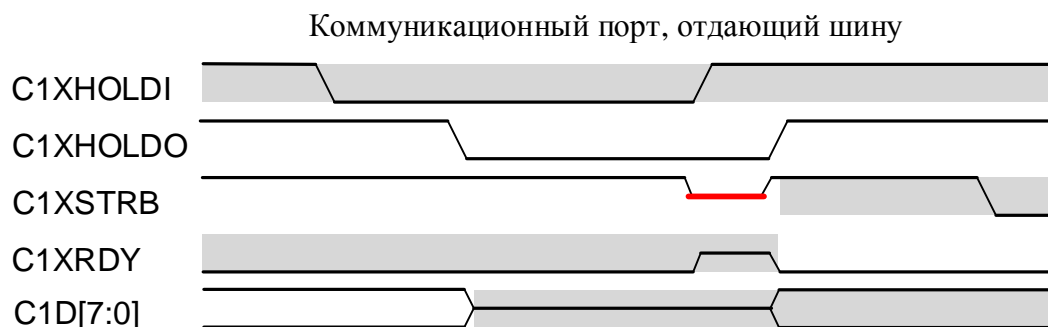 Коммуникационный порт, отдающий шину
C1XHOLDI
C1XHOLDO
C1XSTRB
C1XRDY
C1D[7:0]